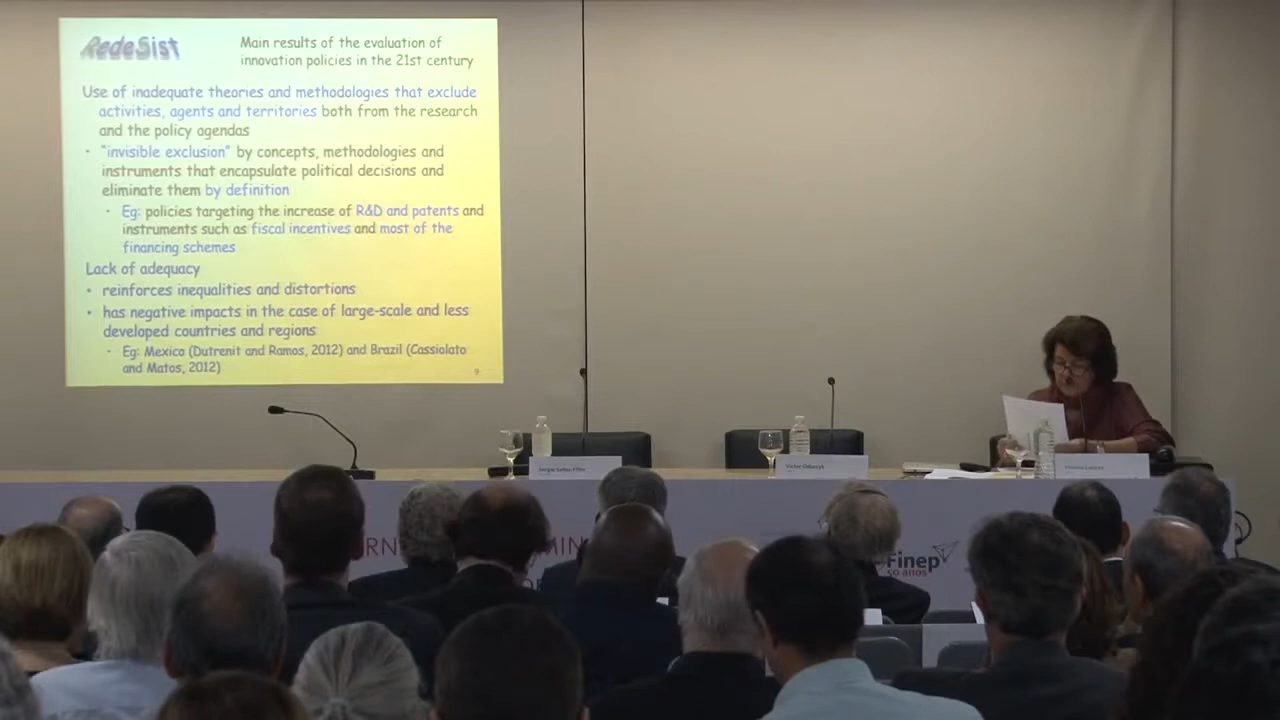 RedeSist
Main results of the evaluation of
innovation policies in the 21st century
Use of inadequate theories and methodologies that exclude
activities, agents and territories both from the research
and the policy agendas
- "invisible exclusion" by concepts, methodologies and
instruments that encapsulate political decisions and
eliminate them by definition
- Eg: policies targeting the increase of R&D and patents and
instruments such as fiscal incentives and most of the
financing schemes
Lack of adequacy
• reinforces inequalities and distortions
• has negative impacts in the case of large-scale and less
developed countries and regions
- Eg: Mexico (Dutrenit and Ramos, 2012) and Brazil (Cassiolato
and Matos, 2012)
9
Finep
50 anos